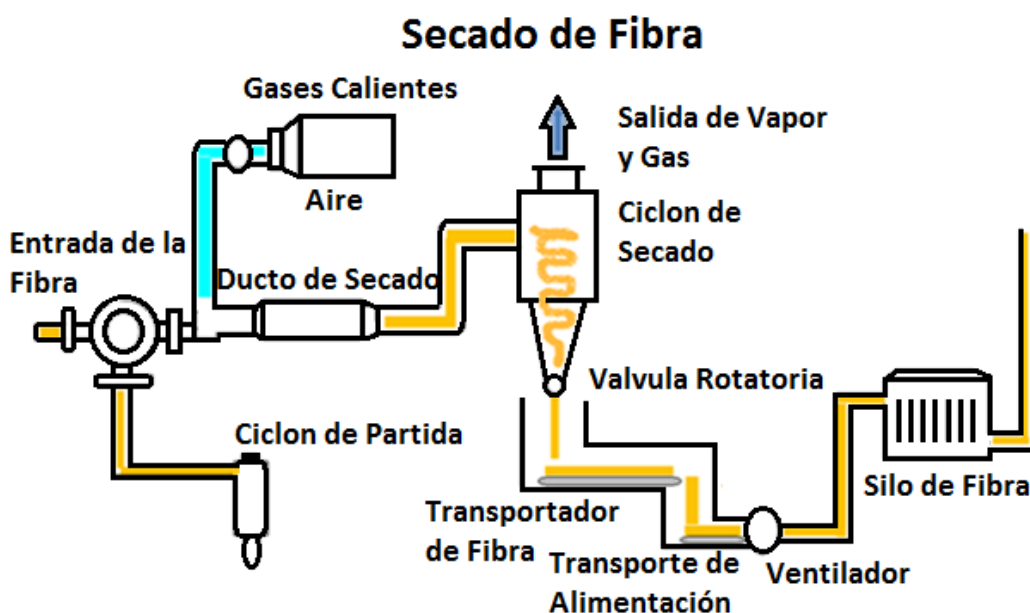 Secado de Fibra
Gases Calientes
Aire
Salida de Vapor
y Gas
Ciclon de
Secado
Entrada de la
Fibra
Ducto de Secado
Valvula Rotatoria
Ciclon de Partida
Silo de Fibra
Transportador
de Fibra
Transporte de
Alimentación
Ventilador